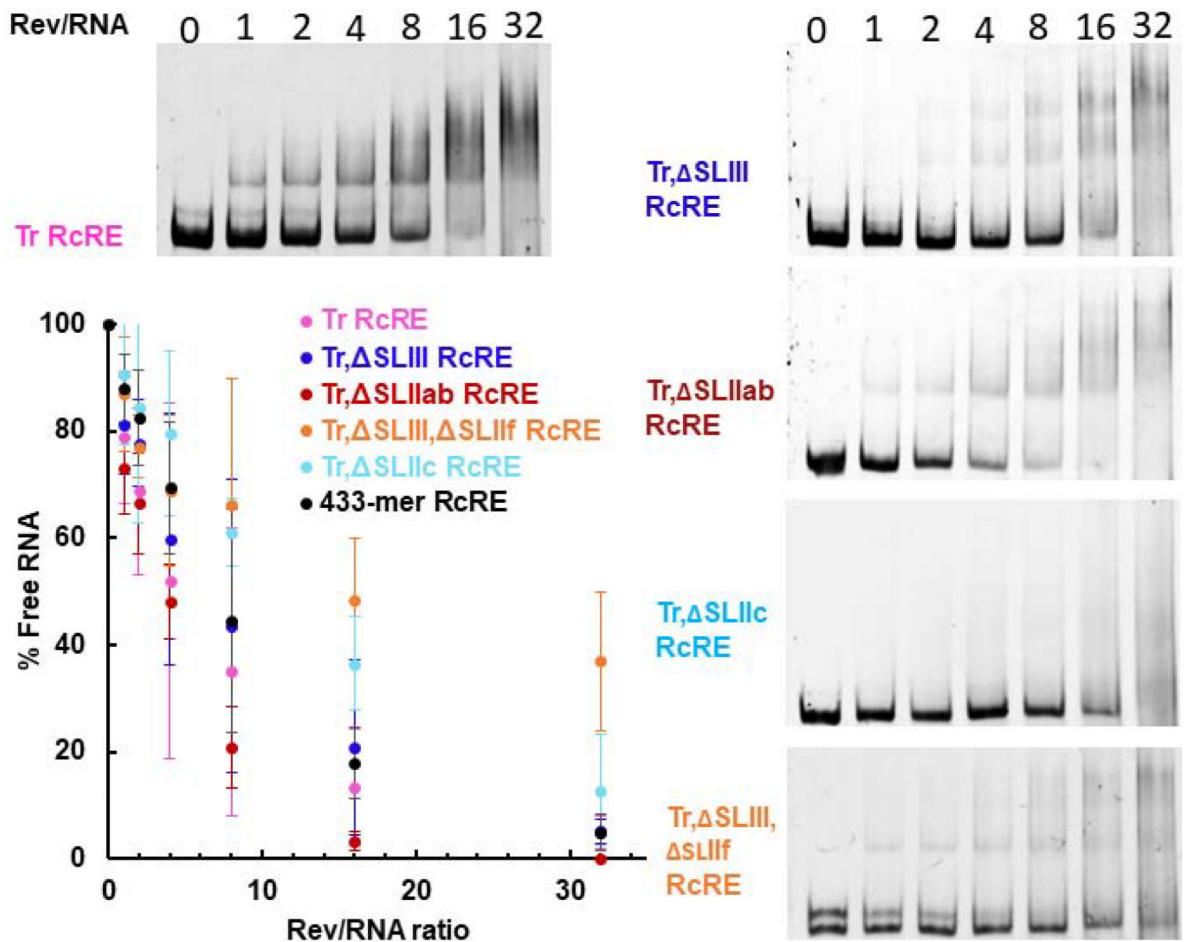 Rev/RNA 0 1 2 4 8 16 32
0 1 2 4 8 16 32
Tr RcRE
Tr,ΔSLIII
RcRE
Tr,ΔSLIIab
RcRE
Tr,ΔSLIIc
RcRE
Tr,ΔSLIII,
ΔSLIIf
RcRE
% Free RNA
100
80
60
40
20
0
Tr RcRE
Tr,ΔSLIII RcRE
Tr,ΔSLIIab RcRE
Tr,ΔSLIII,ΔSLIIf RcRE
Tr,ΔSLIIc RcRE
433-mer RcRE
0 10 20 30
Rev/RNA ratio